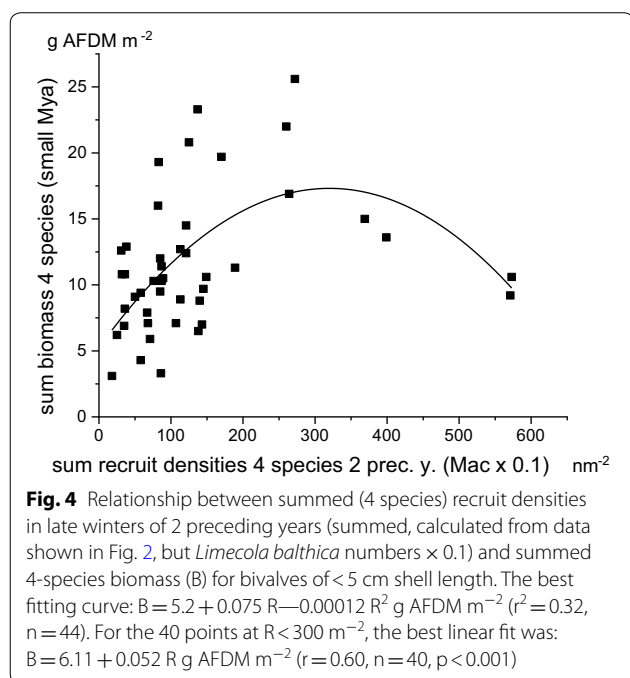 g AFDM m⁻²
25
20
15
10
5
0
sum biomass 4 species (small Mya)
0 100 200 300 400 500 600
sum recruit densities 4 species 2 prec. y. (Mac x 0.1) nm⁻²
Fig. 4 Relationship between summed (4 species) recruit densities
in late winters of 2 preceding years (summed, calculated from data
shown in Fig. 2, but Limecola balthica numbers × 0.1) and summed
4-species biomass (B) for bivalves of < 5 cm shell length. The best
fitting curve: B = 5.2 + 0.075 R—0.00012 R² g AFDM m⁻² (r² = 0.32,
n = 44). For the 40 points at R < 300 m⁻², the best linear fit was:
B = 6.11 + 0.052 R g AFDM m⁻² (r = 0.60, n = 40, p < 0.001)